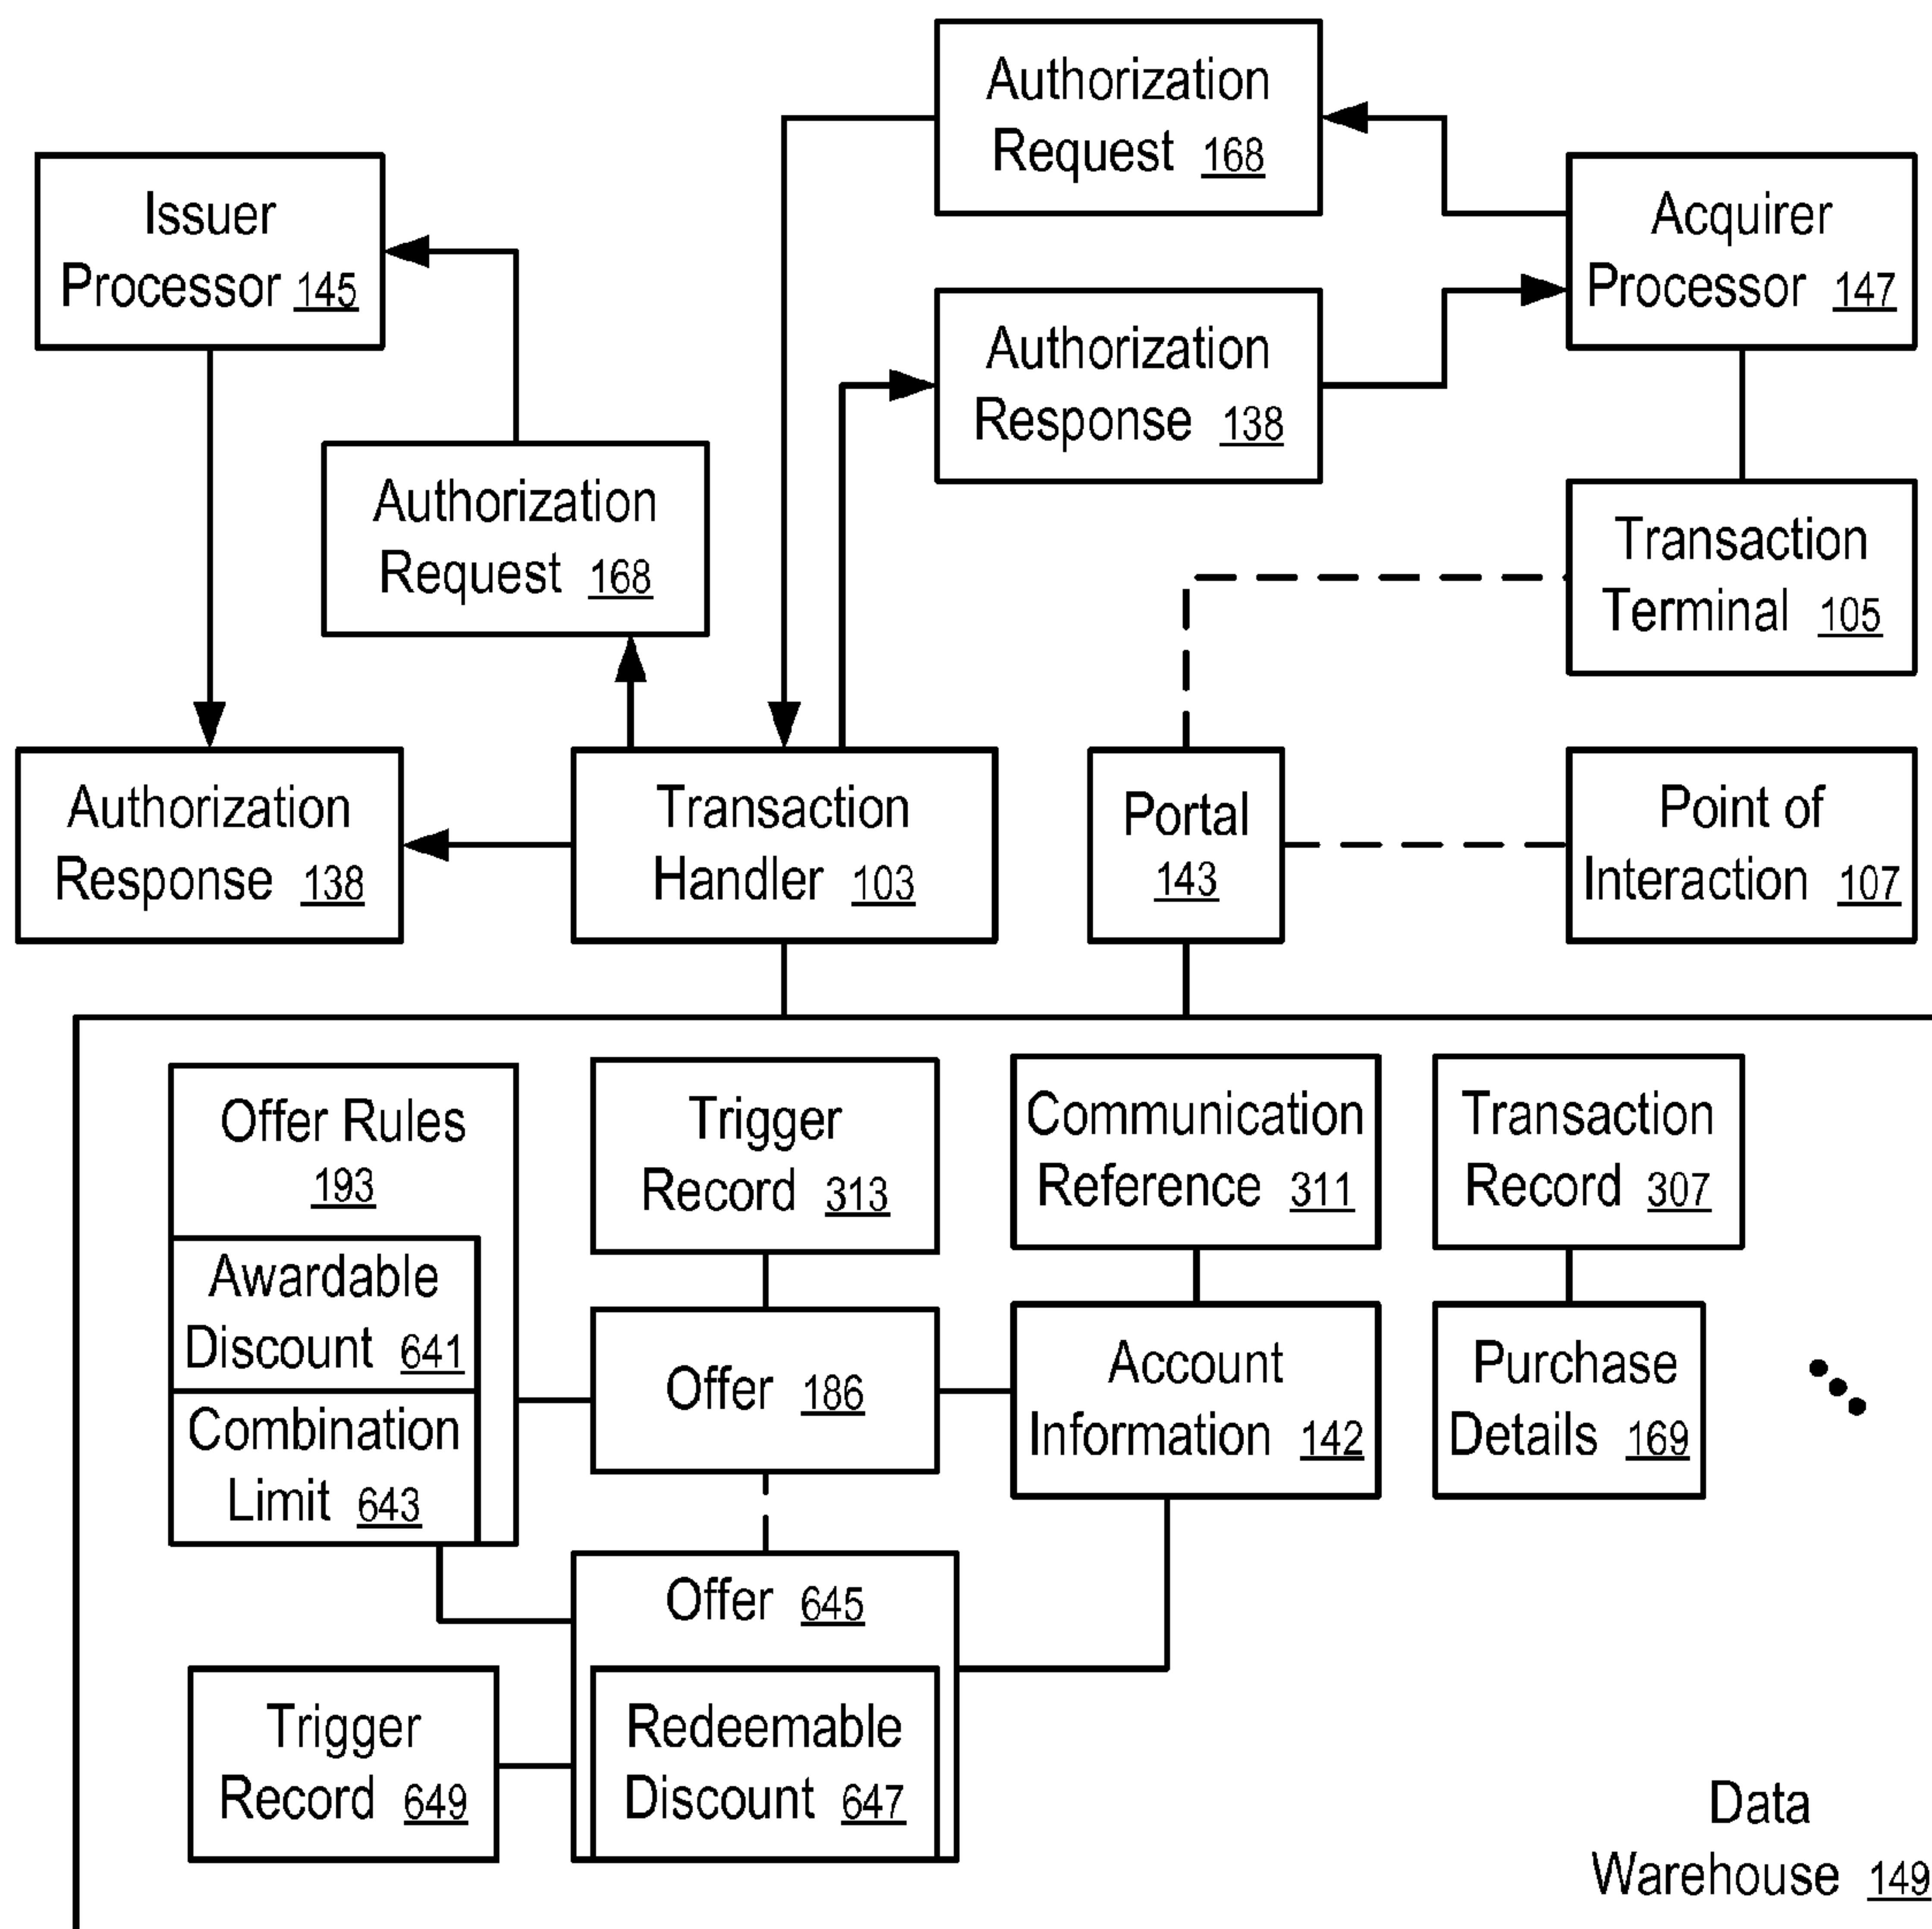 Authorization
Request 168
Issuer
Processor 145
Acquirer
Processor 147
Authorization
Response 138
Authorization
Request 168
Transaction
Terminal 105
Authorization
Response 138
Transaction
Handler 103
Portal
143
Point of
Interaction 107
Offer Rules
193
Trigger
Record 313
Communication
Reference 311
Transaction
Record 307
Awardable
Discount 641
Combination
Limit 643
Offer 186
Account
Information 142
Purchase
Details 169
Offer 645
Trigger
Record 649
Redeemable
Discount 647
Data
Warehouse 149